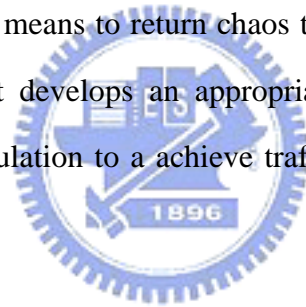 means to return chaos t
develops an appropria
ulation to a achieve traf
1896